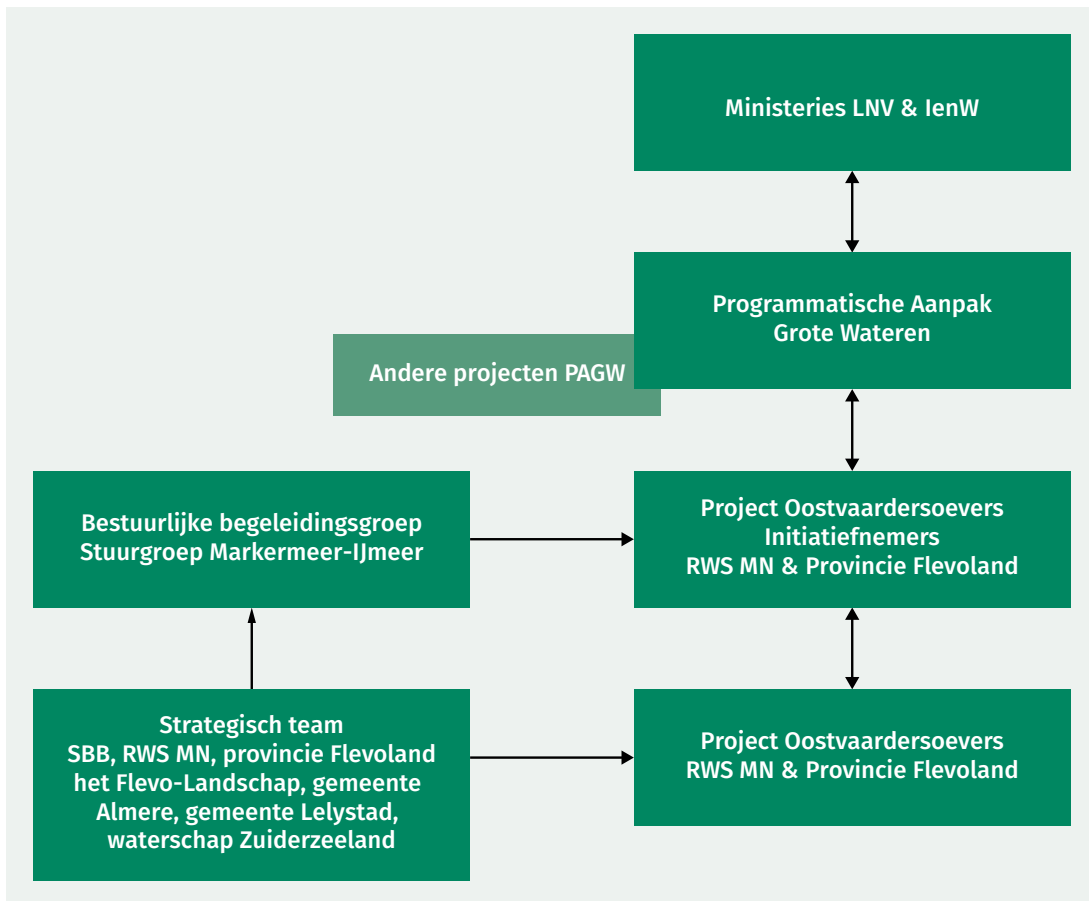 Ministeries LNV & IenW
Programmatische Aanpak
Grote Wateren
Andere projecten PAGW
Bestuurlijke begeleidingsgroep
Stuurgroep Markermeer-IJmeer
Project Oostvaardersoevers
Initiatiefnemers
RWS MN & Provincie Flevoland
Strategisch team
SBB, RWS MN, provincie Flevoland
het Flevo-Landschap, gemeente
Almere, gemeente Lelystad,
waterschap Zuiderzeeland
Project Oostvaardersoevers
RWS MN & Provincie Flevoland